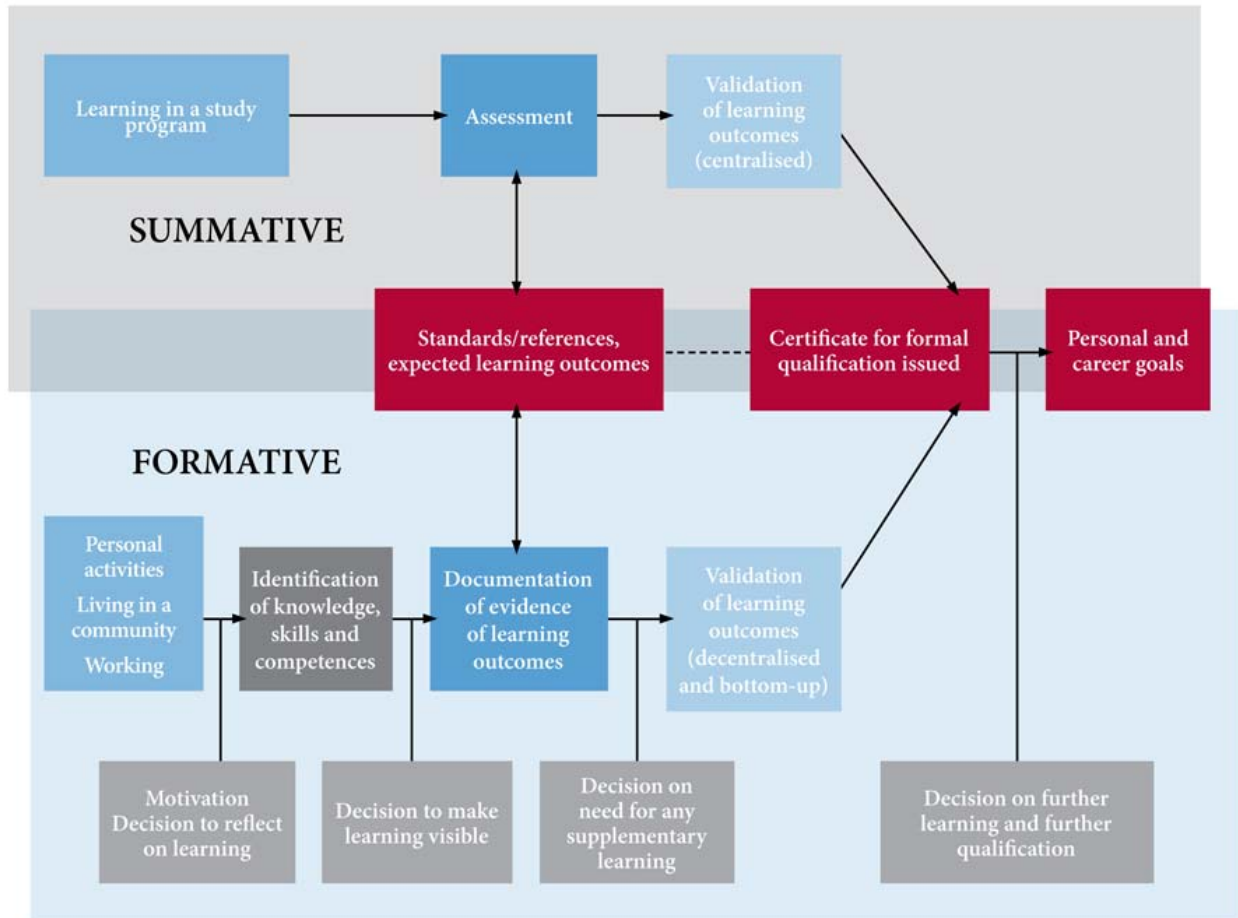 Learning in a study
program
Assessment
Validation
of learning
outcomes
(centralised)
SUMMATIVE
Standards/references,
expected learning outcomes
Certificate for formal
qualification issued
Personal and
career goals
FORMATIVE
Personal
activities
Living in a
community
Working
Identification
of knowledge,
skills and
competences
Documentation
of evidence
of learning
outcomes
Validation
of learning
outcomes
(decentralised
and bottom-up)
Motivation
Decision to reflect
on learning
Decision to make
learning visible
Decision on
need for any
supplementary
learning
Decision on further
learning and further
qualification